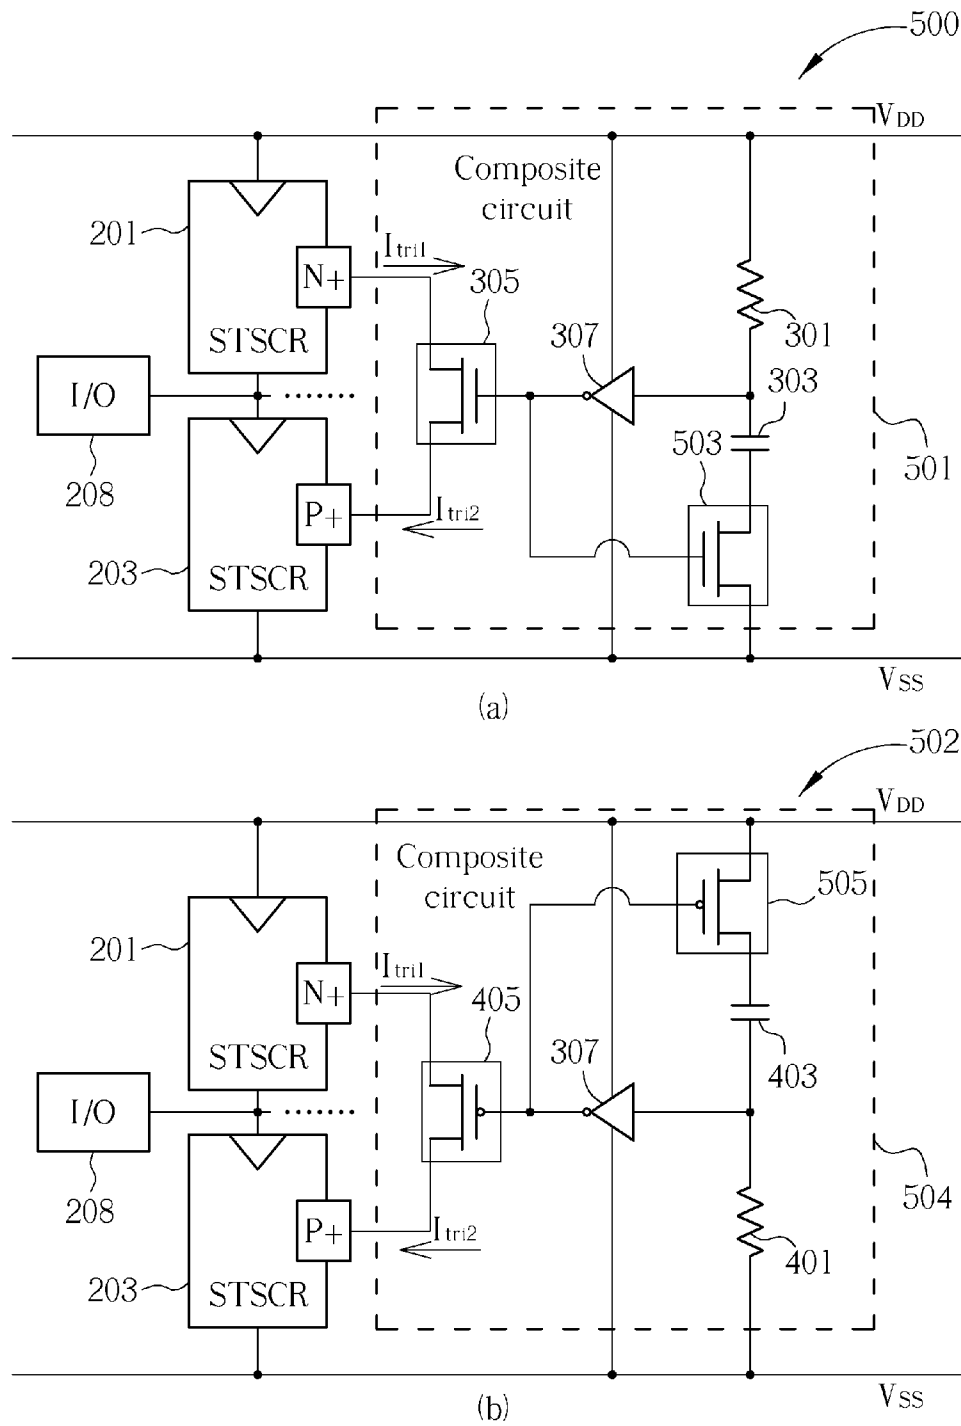 500
VDD
Composite
circuit
201
Itri1
N+
305
301
STSCR
307
303
I/O
208
503
501
P+
Itri2
203
STSCR
VSS
(a)
502
VDD
Composite
circuit
505
201
Itri1
N+
405
403
STSCR
307
I/O
208
504
P+
Itri2
401
203
STSCR
VSS
(b)